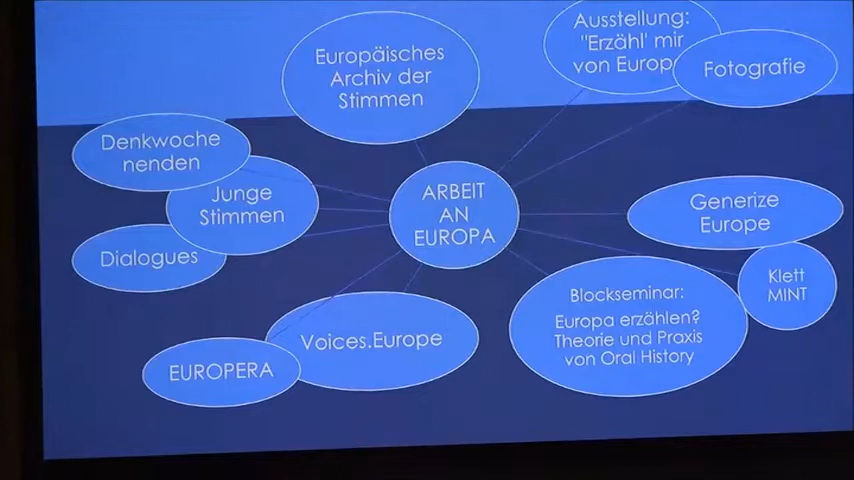 Europäisches
Archiv der
Stimmen
Ausstellung:
"Erzähl' mir
von Europa
Fotografie
Denkwoche
nenden
Junge
Stimmen
Dialogues
ARBEIT
AN
EUROPA
Generize
Europe
Klett
MINT
Blockseminar:
Europa erzählen?
Theorie und Praxis
von Oral History
Voices.Europe
EUROPERA